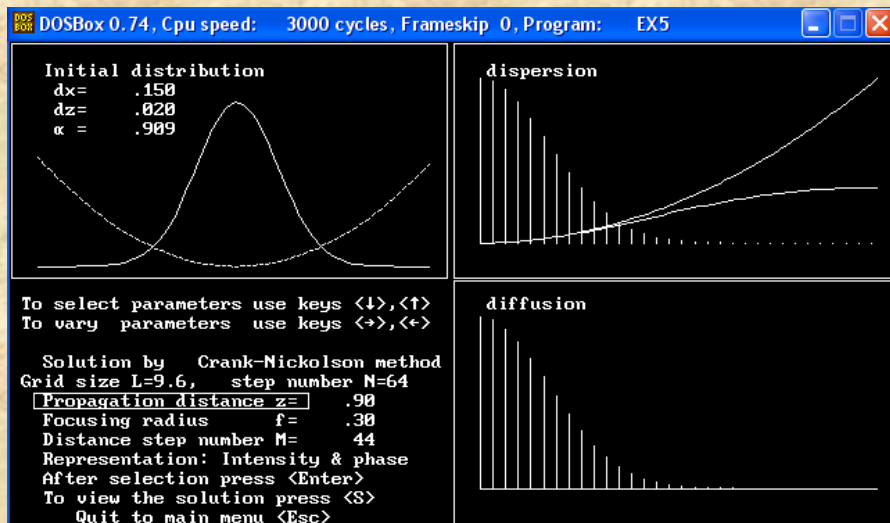 DOSBox 0.74, Cpu speed: 3000 cycles, Frameskip 0, Program: EX5
Initial distribution
dx= .150
dz= .020
α = .909
dispersion
To select parameters use keys <↓>,<↑>
To vary parameters use keys <→>,<←>
Solution by Crank-Nickolson method
Grid size L=9.6, step number N=64
Propagation distance z= .90
Focusing radius f= .30
Distance step number M= 44
Representation: Intensity & phase
After selection press <Enter>
To view the solution press <S>
Quit to main menu <Esc>
diffusion